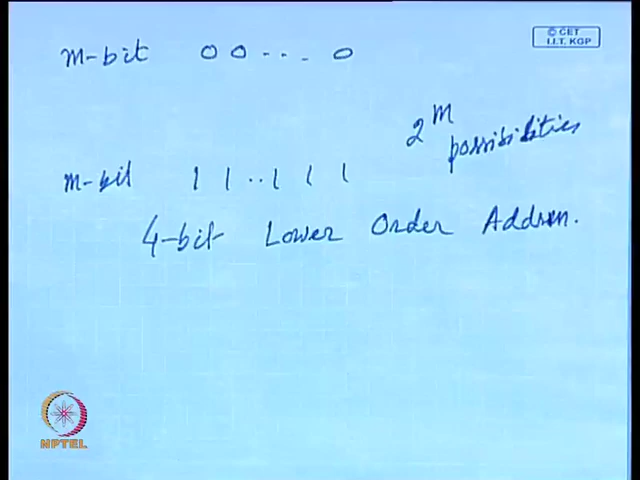 © CET
I.I.T. KGP
m-bit 0 0 . . . . 0
2^m
possibilities
m-bit 1 1 . . 1 1 1
4-bit Lower Order Address.
NPTEL